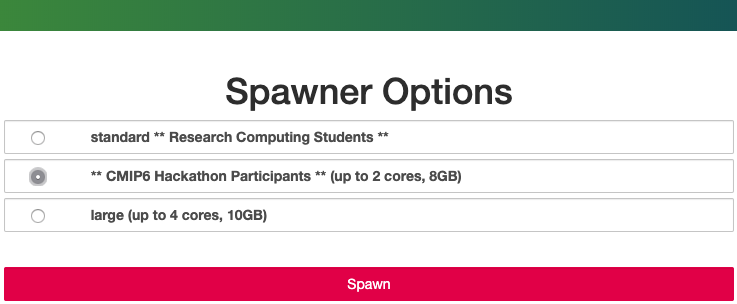 Spawner Options
standard ** Research Computing Students **
** CMIP6 Hackathon Participants ** (up to 2 cores, 8GB)
large (up to 4 cores, 10GB)
Spawn